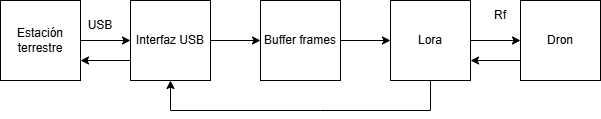 Estación
terrestre
USB
Interfaz USB
Buffer frames
Lora
Rf
Dron